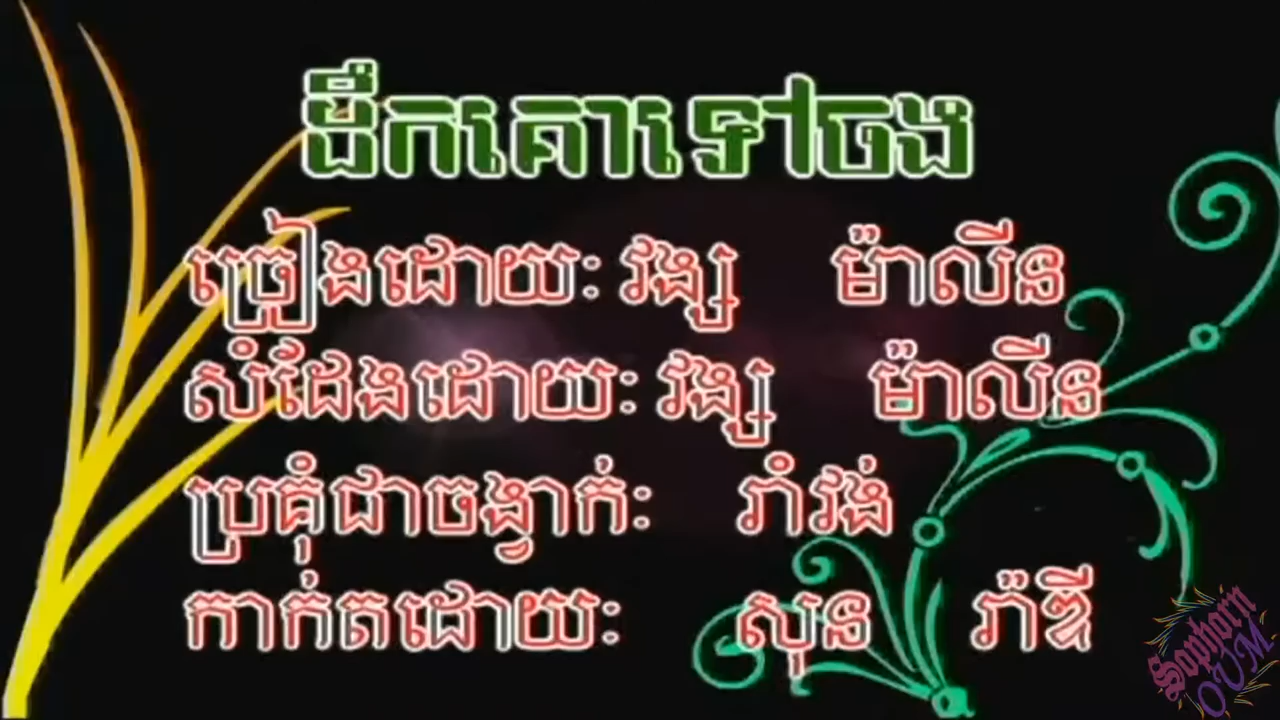 ដឹកគោទៅចង
ច្រៀងដោយៈ វង្ស ម៉ាលីន
សំដែងដោយៈ វង្ស ម៉ាលីន
ប្រគុំជាចង្វាក់ៈ រាំវង់
កាក់តដោយៈ សុន រ៉ាឌី
Sophorn
OUM